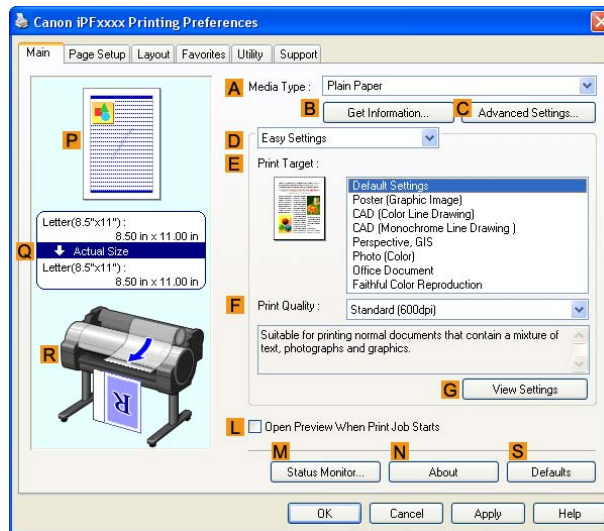 Canon iPFxxxx Printing Preferences
Main Page Setup Layout Favorites Utility Support
A Media Type : Plain Paper
B Get Information... C Advanced Settings...
D Easy Settings
E Print Target :
Default Settings
Poster (Graphic Image)
CAD (Color Line Drawing)
CAD (Monochrome Line Drawing )
Perspective, GIS
Photo (Color)
Office Document
Faithful Color Reproduction
F Print Quality : Standard (600dpi)
Suitable for printing normal documents that contain a mixture of
text, photographs and graphics.
G View Settings
P
Letter(8.5"x11") :
8.50 in x 11.00 in
Q Actual Size
Letter(8.5"x11") :
8.50 in x 11.00 in
R
R
L Open Preview When Print Job Starts
M N S
Status Monitor... About Defaults
OK Cancel Apply Help